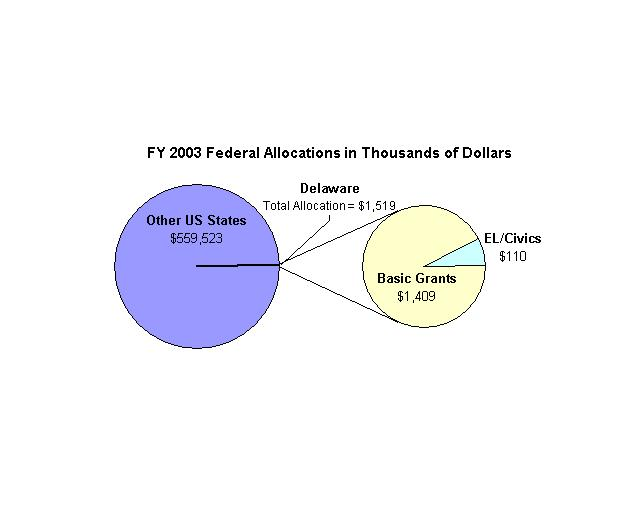 FY 2003 Federal Allocations in Thousands of Dollars
Delaware
Total Allocation = $1,519
Other US States
$559,523
EL/Civics
$110
Basic Grants
$1,409